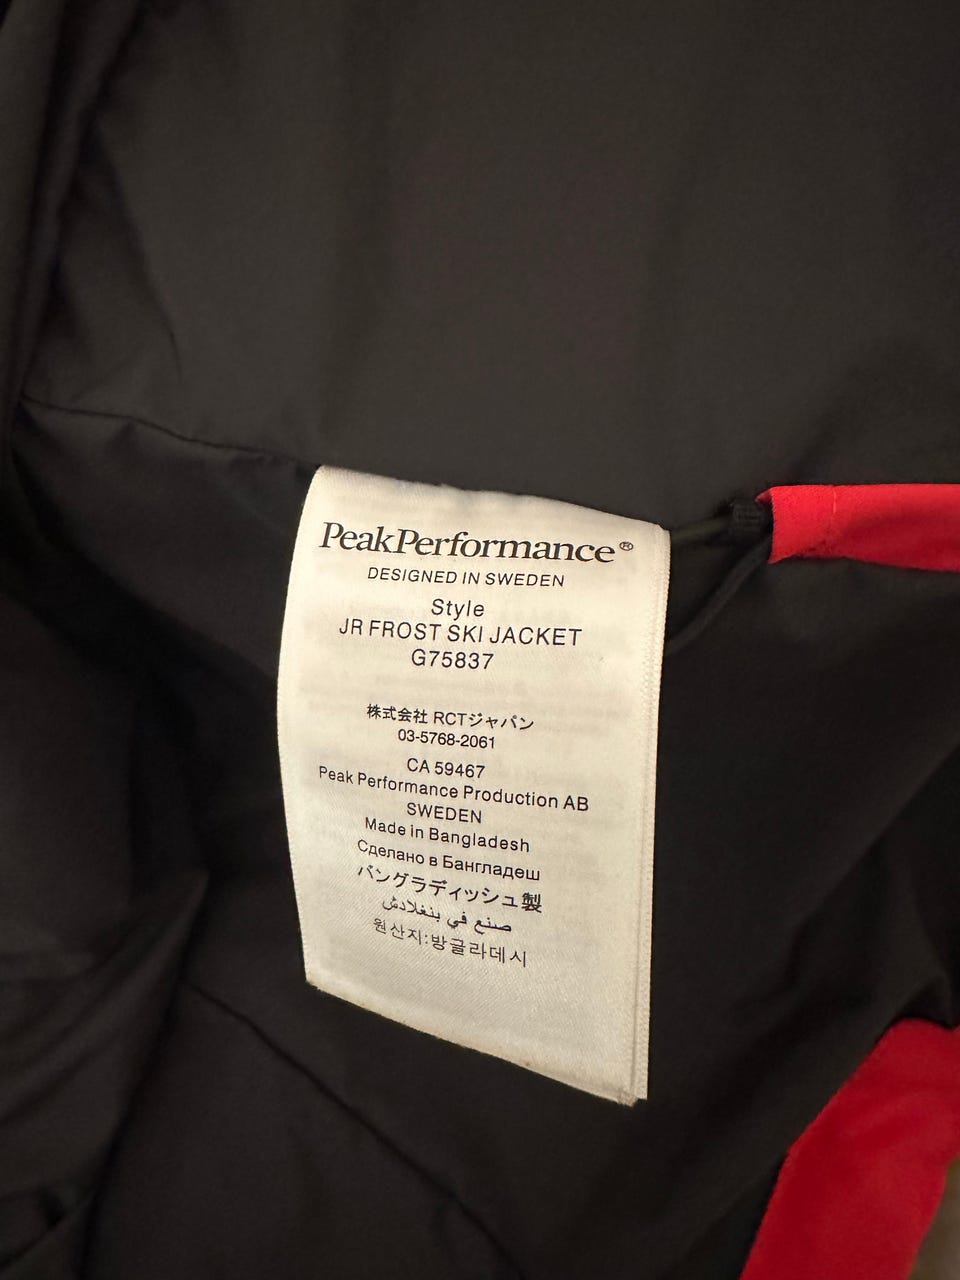 PeakPerformance®
DESIGNED IN SWEDEN
Style
JR FROST SKI JACKET
G75837
株式会社 RCTジャパン
03-5768-2061
CA 59467
Peak Performance Production AB
SWEDEN
Made in Bangladesh
Сделано в Бангладеш
バングラディッシュ製
صنع في بنغلادش
원산지:방글라데시